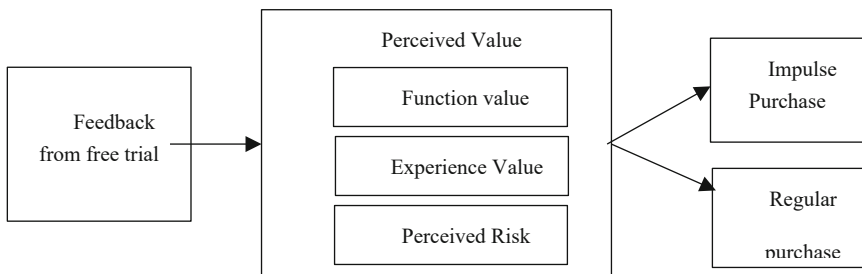 Feedback
from free trial
Perceived Value
Function value
Experience Value
Perceived Risk
Impulse
Purchase
Regular
purchase